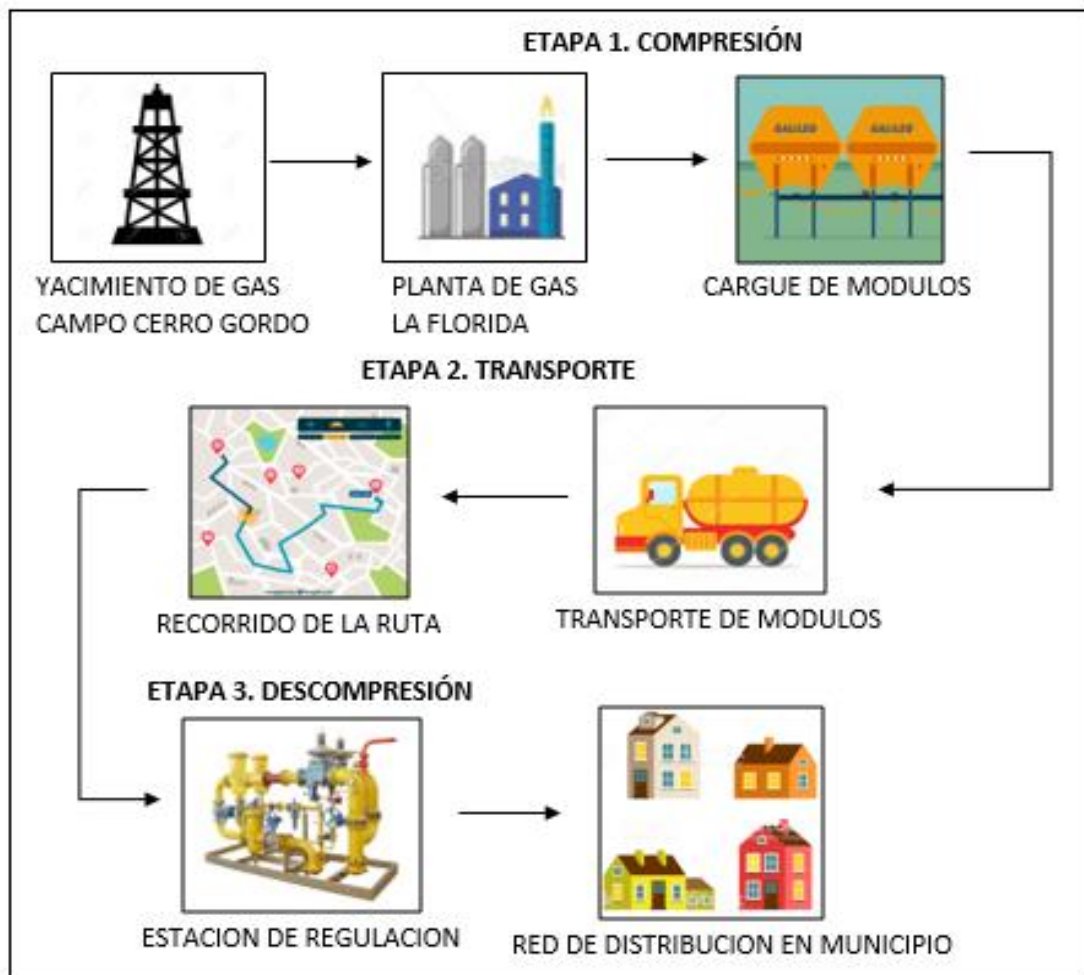 ETAPA 1. COMPRESIÓN
GALILEO
GALILEO
YACIMIENTO DE GAS
CAMPO CERRO GORDO
PLANTA DE GAS
LA FLORIDA
CARGUE DE MODULOS
ETAPA 2. TRANSPORTE
RECORRIDO DE LA RUTA
TRANSPORTE DE MODULOS
ETAPA 3. DESCOMPRESIÓN
ESTACION DE REGULACION
RED DE DISTRIBUCION EN MUNICIPIO